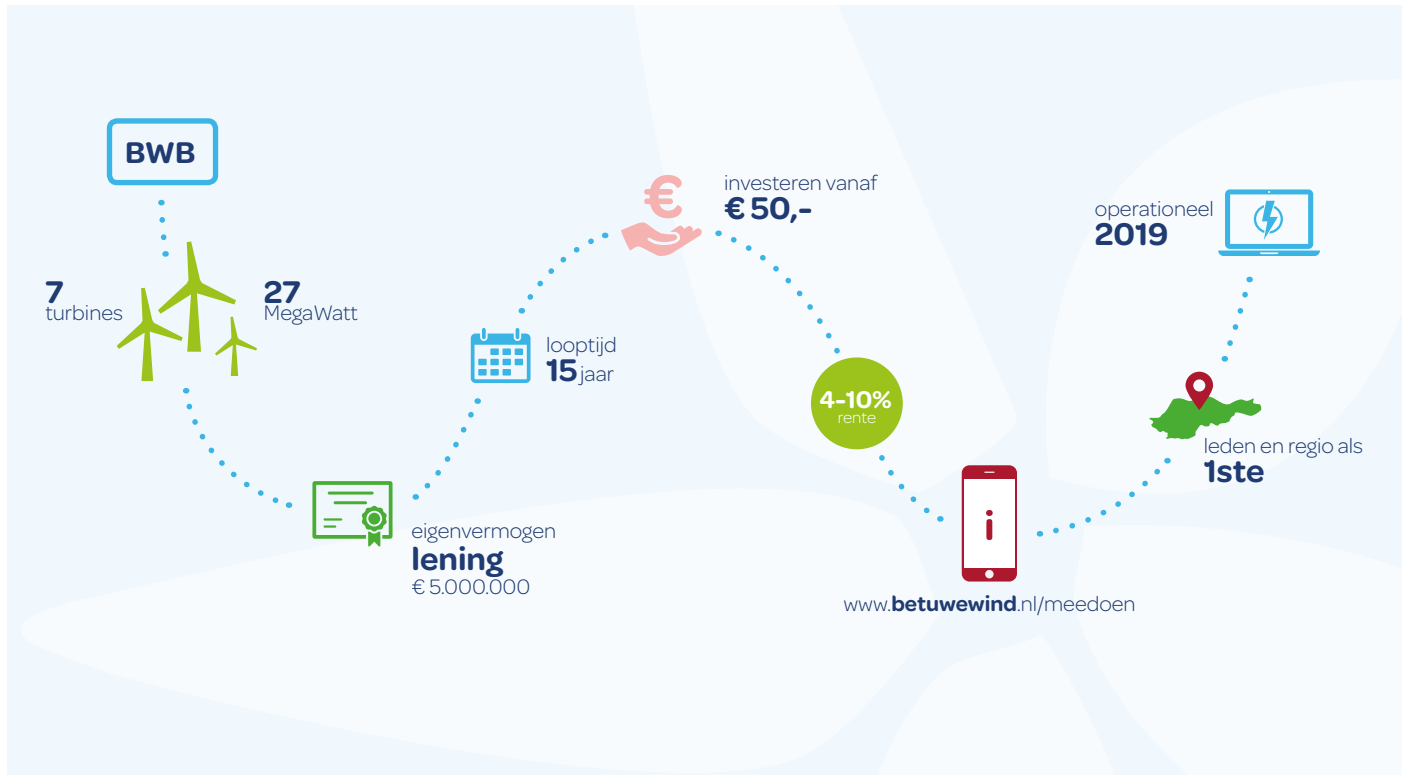 BWB
7
turbines
27
MegaWatt
eigenvermogen
lening
€ 5.000.000
looptijd
15 jaar
investeren vanaf
€ 50,-
4-10%
rente
i
www.betuwewind.nl/meedoen
leden en regio als
1ste
operationeel
2019